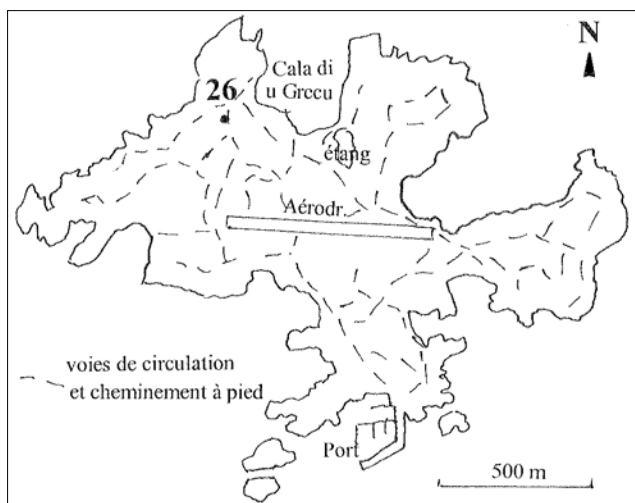 N
Cala di
u Grecu
26
étang
Aérodr.
voies de circulation
et cheminement à pied
Port
500 m